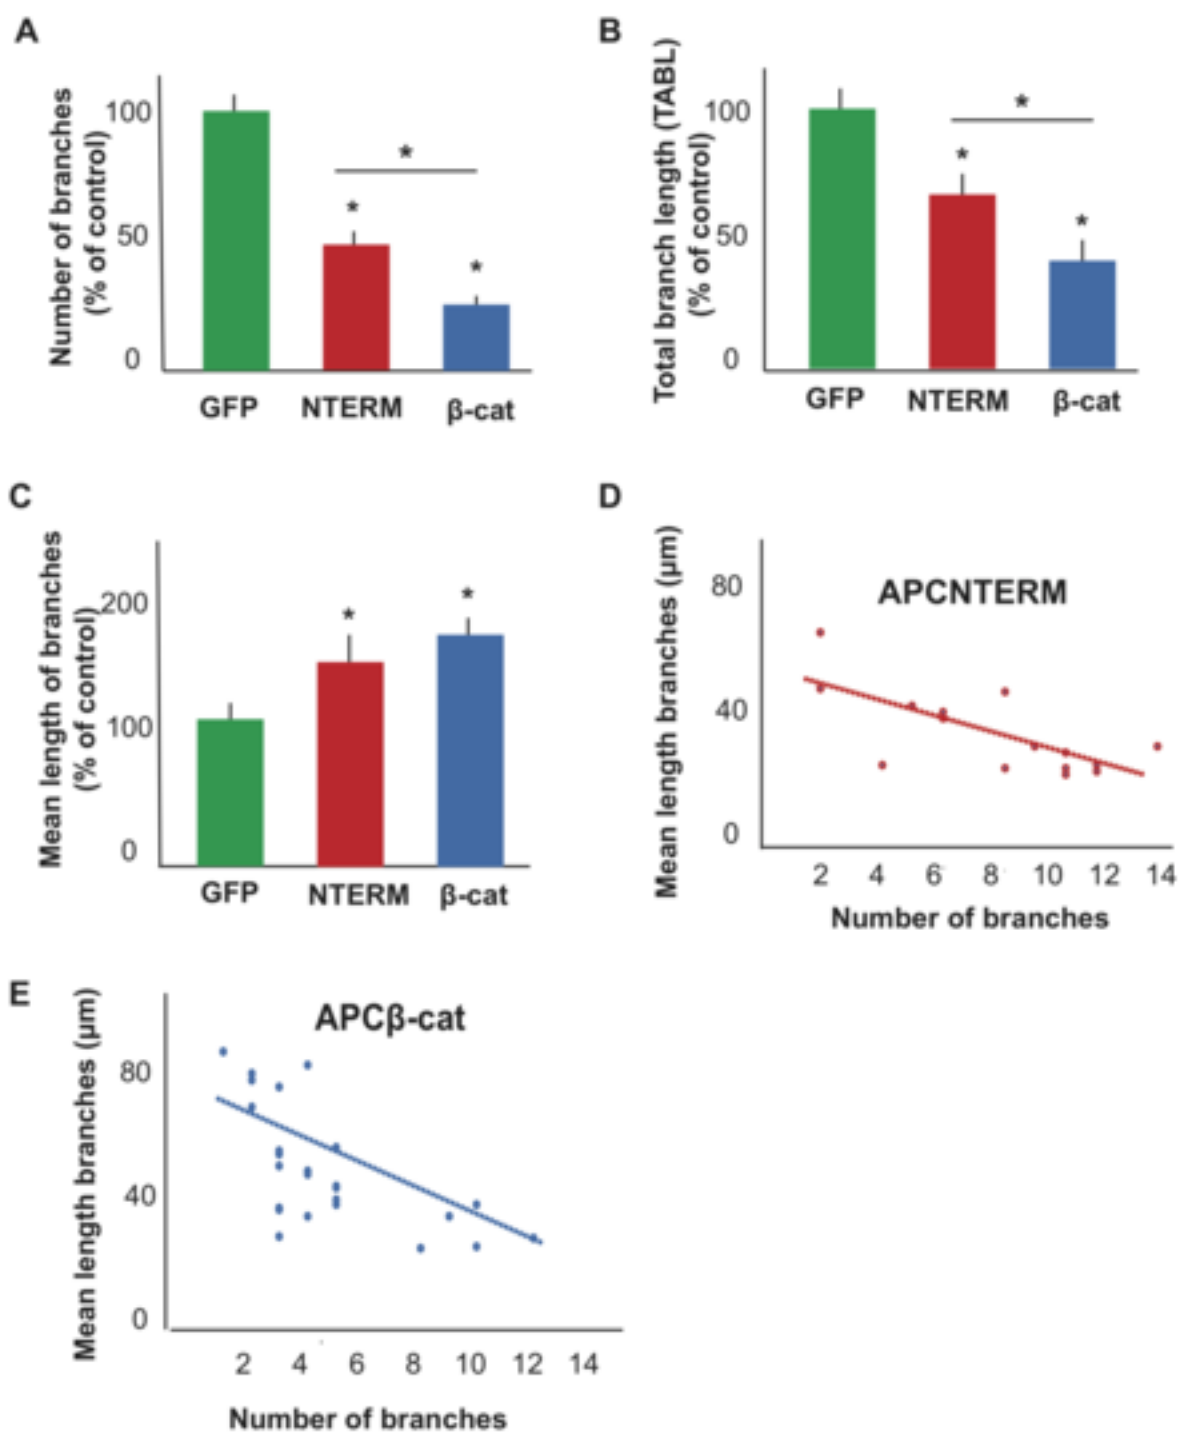 A
Number of branches
(% of control)
100
50
0
*
*
*
GFP NTERM β-cat
B
Total branch length (TABL)
(% of control)
100
50
0
*
*
*
GFP NTERM β-cat
C
Mean length of branches
(% of control)
200
100
0
*
*
GFP NTERM β-cat
D
Mean length branches (µm)
80
40
0
APCNTERM
2 4 6 8 10 12 14
Number of branches
E
Mean length branches (µm)
80
40
0
APCβ-cat
2 4 6 8 10 12 14
Number of branches